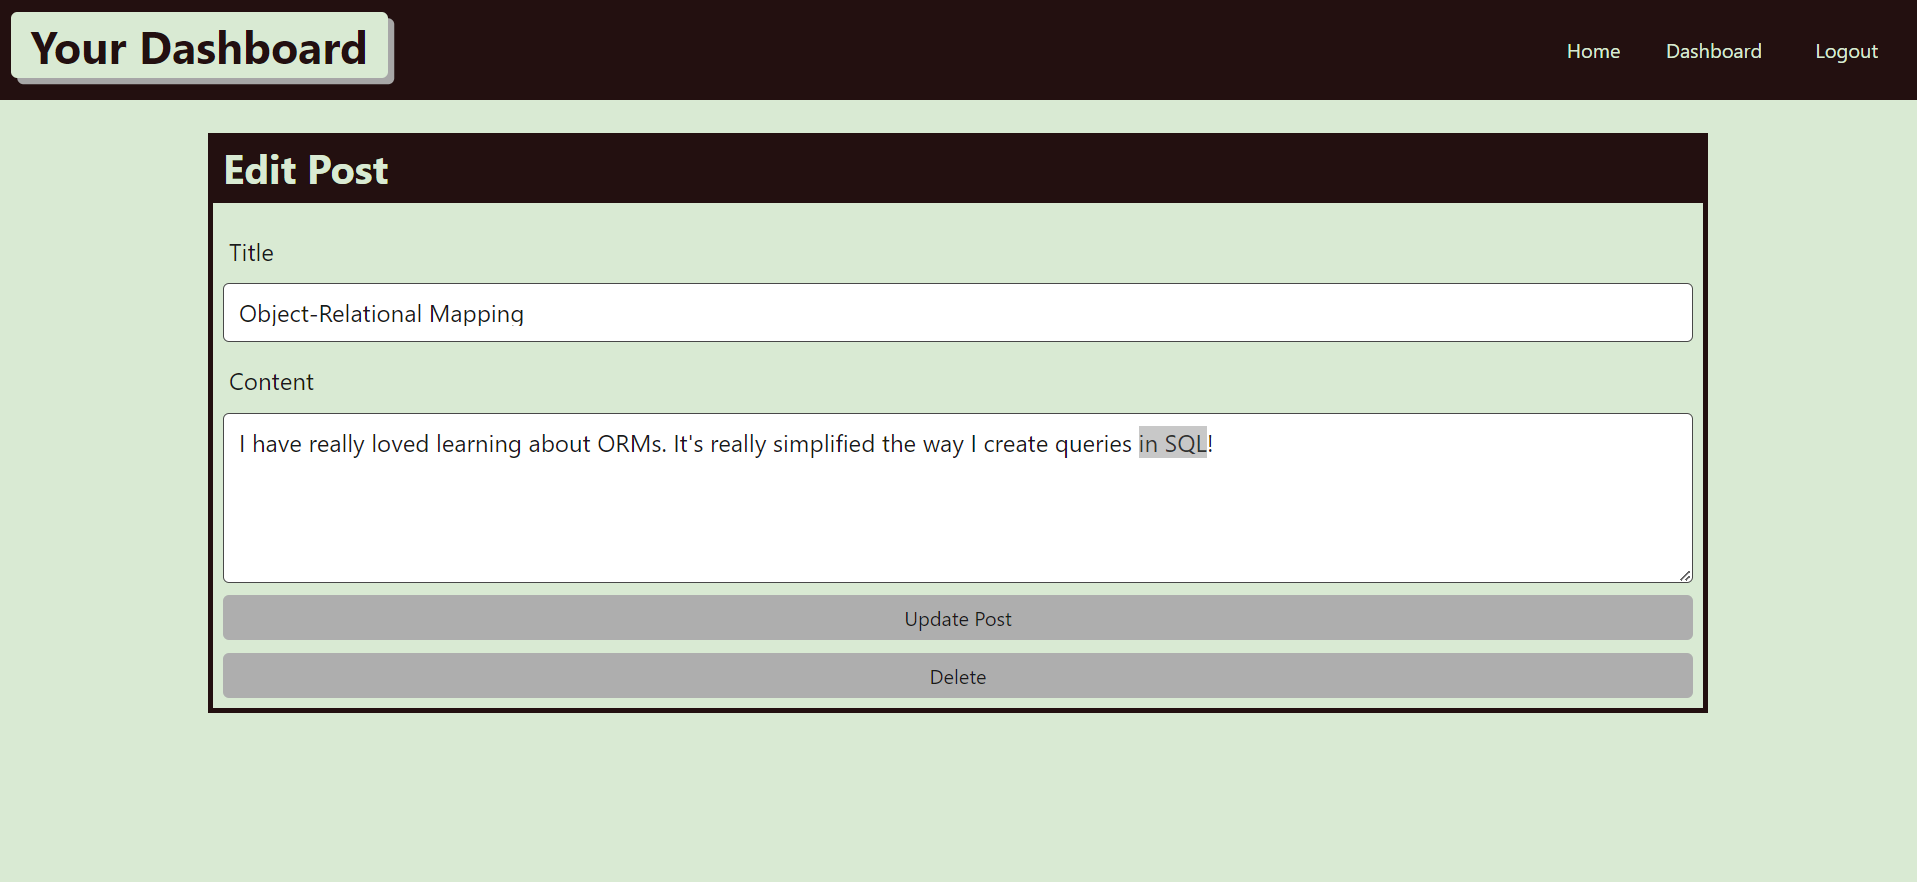 Your Dashboard
Home Dashboard Logout
Edit Post
Title
Object-Relational Mapping
Content
I have really loved learning about ORMs. It's really simplified the way I create queries in SQL!
Update Post
Delete